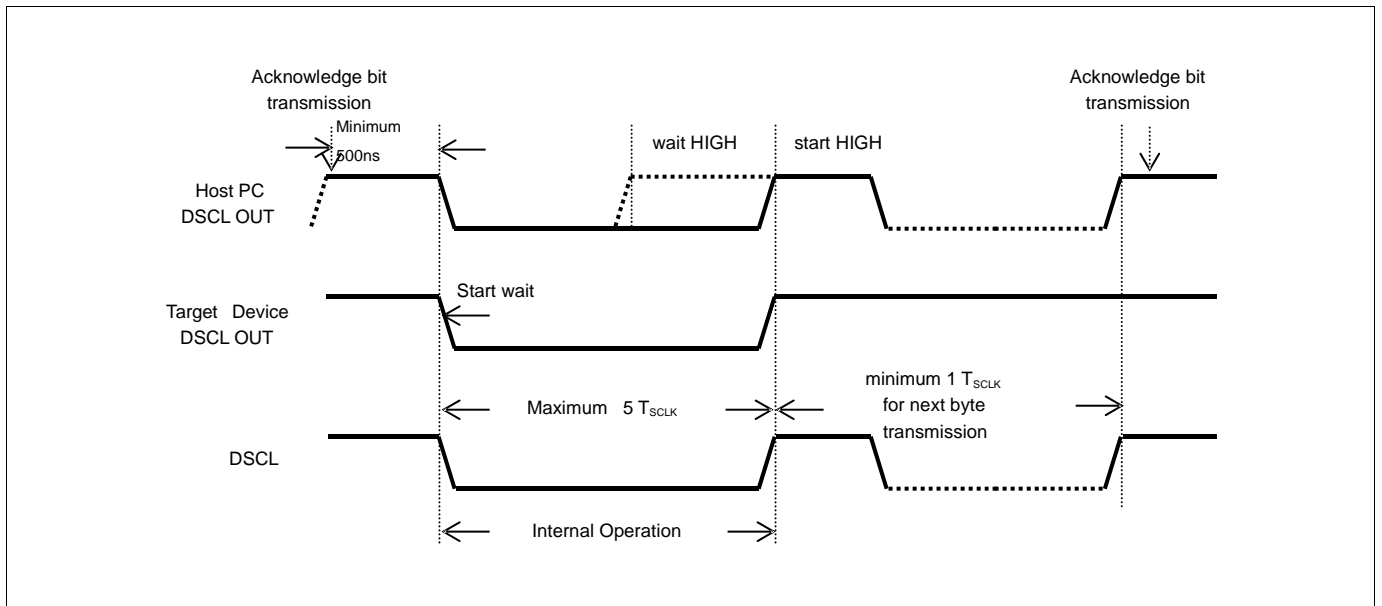 Acknowledge bit
transmission
Acknowledge bit
transmission
Minimum
500ns
wait HIGH
start HIGH
Host PC
DSCL OUT
Start wait
Target Device
DSCL OUT
minimum 1 TSCLK
for next byte
transmission
Maximum 5 TSCLK
DSCL
Internal Operation